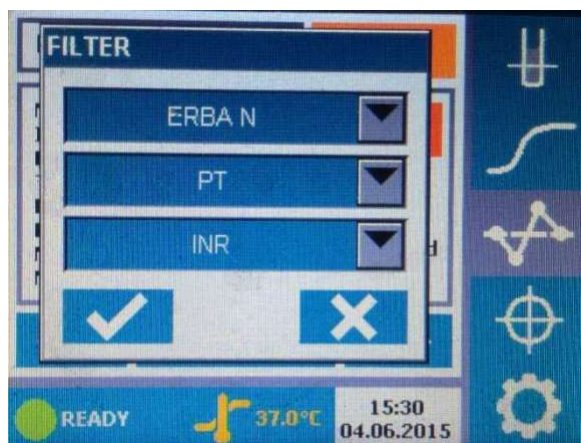 FILTER
ERBA N
PT
INR
READY
37.0°C
15:30
04.06.2015